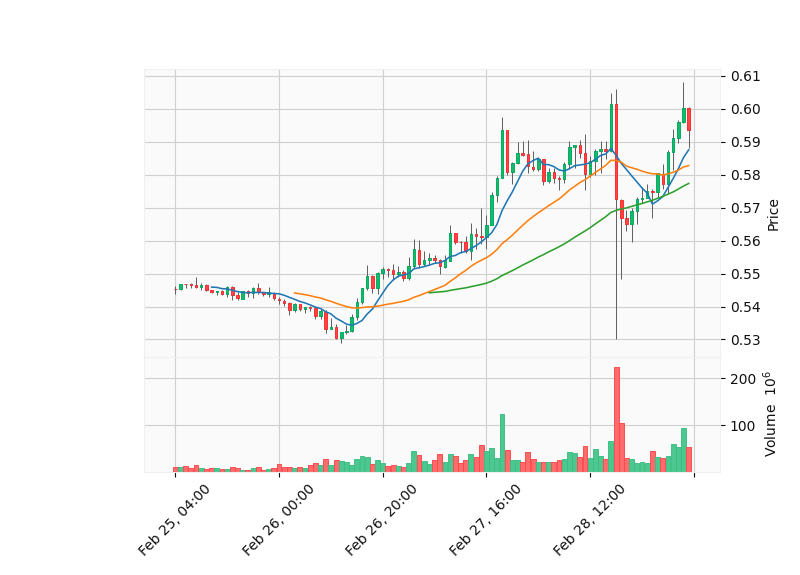 0.61
0.60
0.59
0.58
0.57
0.56
0.55
0.54
0.53
Price
200
100
Volume 10⁶
Feb 25, 04:00
Feb 26, 00:00
Feb 26, 20:00
Feb 27, 16:00
Feb 28, 12:00